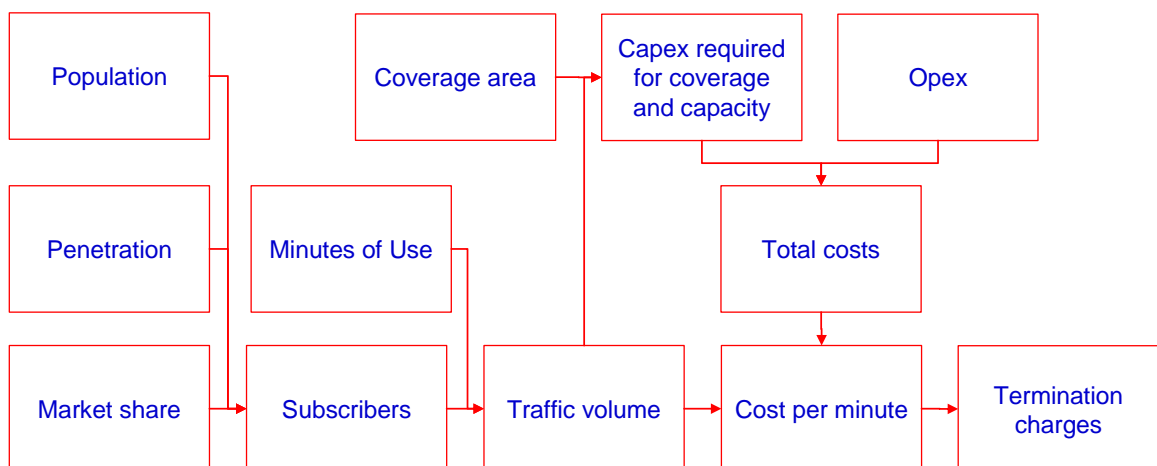 Population
Coverage area
Capex required
for coverage
and capacity
Opex
Penetration
Minutes of Use
Total costs
Market share
Subscribers
Traffic volume
Cost per minute
Termination
charges